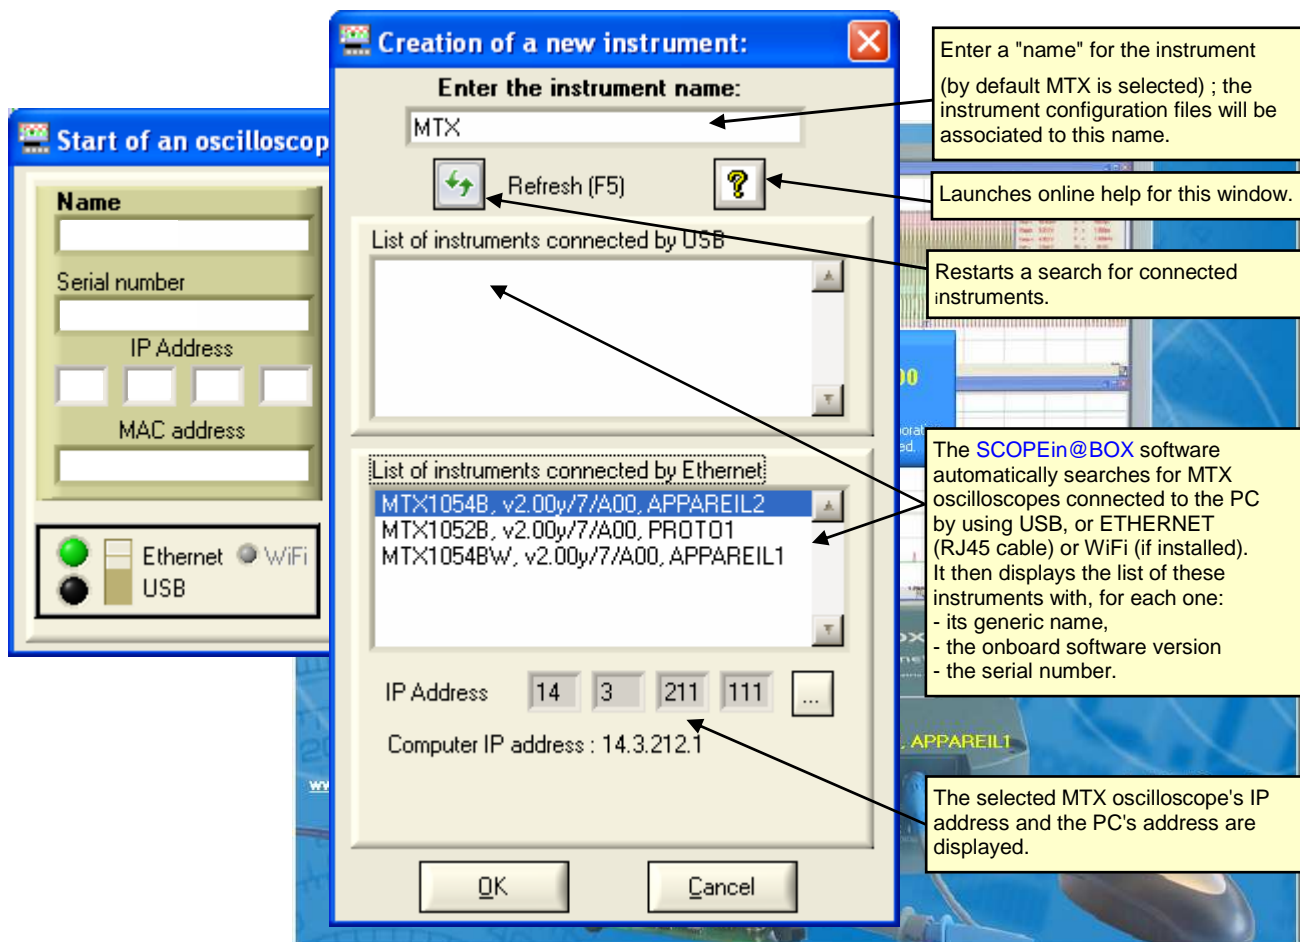 Creation of a new instrument:
Enter the instrument name:
MTX
Refresh (F5)
?
List of instruments connected by USB
List of instruments connected by Ethernet
MTX1054B, v2.00y/7/A00, APPAREIL2
MTX1052B, v2.00y/7/A00, PROTO1
MTX1054BW, v2.00y/7/A00, APPAREIL1
IP Address 14 3 211 111 ...
Computer IP address : 14.3.212.1
OK Cancel
Start of an oscilloscop
Name
Serial number
IP Address
MAC address
Ethernet WiFi
USB
Enter a "name" for the instrument
(by default MTX is selected) ; the
instrument configuration files will be
associated to this name.
Launches online help for this window.
Restarts a search for connected
instruments.
The SCOPEin@BOX software
automatically searches for MTX
oscilloscopes connected to the PC
by using USB, or ETHERNET
(RJ45 cable) or WiFi (if installed).
It then displays the list of these
instruments with, for each one:
- its generic name,
- the onboard software version
- the serial number.
, APPAREIL1
The selected MTX oscilloscope's IP
address and the PC's address are
displayed.